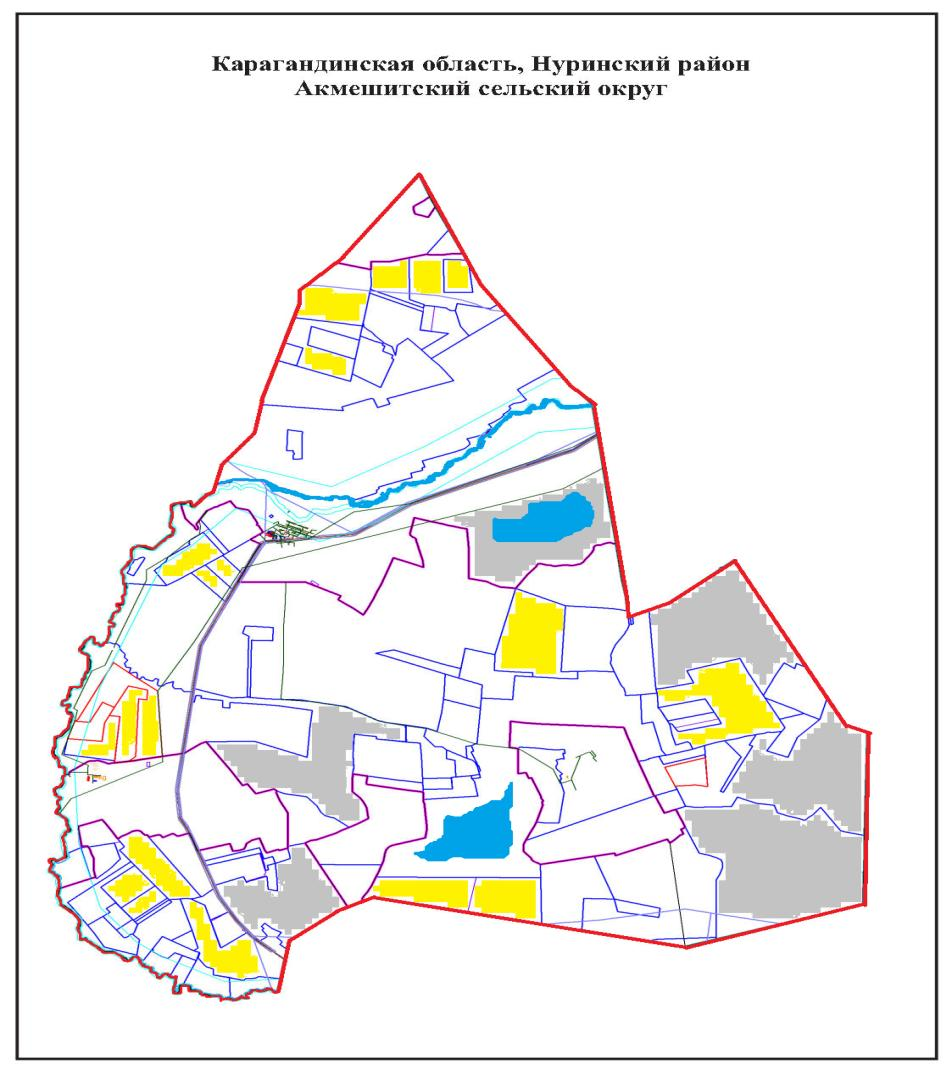 Карагандинская область, Нуринский район
Акмешитский сельский округ